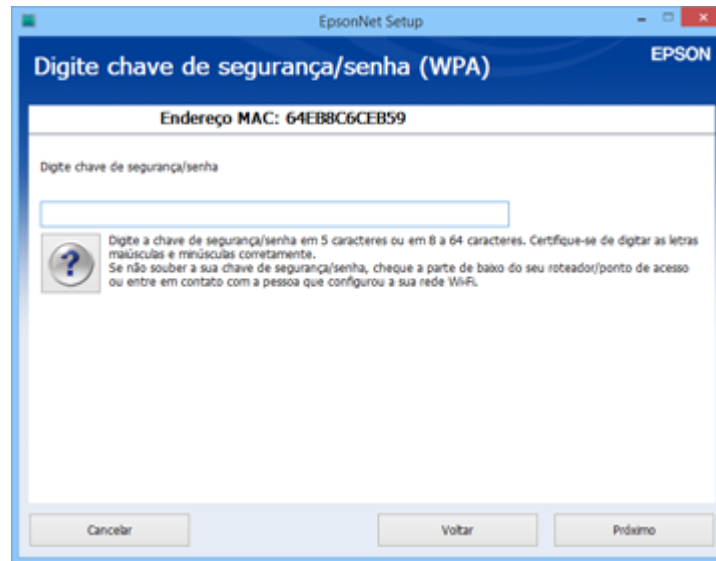 EpsonNet Setup
Digite chave de segurança/senha (WPA)
EPSON
Endereço MAC: 64EB8C6CEB59
Digite chave de segurança/senha
Digite a chave de segurança/senha em 5 caracteres ou em 8 a 64 caracteres. Certifique-se de digitar as letras
maiúsculas e minúsculas corretamente.
Se não souber a sua chave de segurança/senha, cheque a parte de baixo do seu roteador/ponto de acesso
ou entre em contato com a pessoa que configurou a sua rede Wi-Fi.
Cancelar
Voltar
Próximo